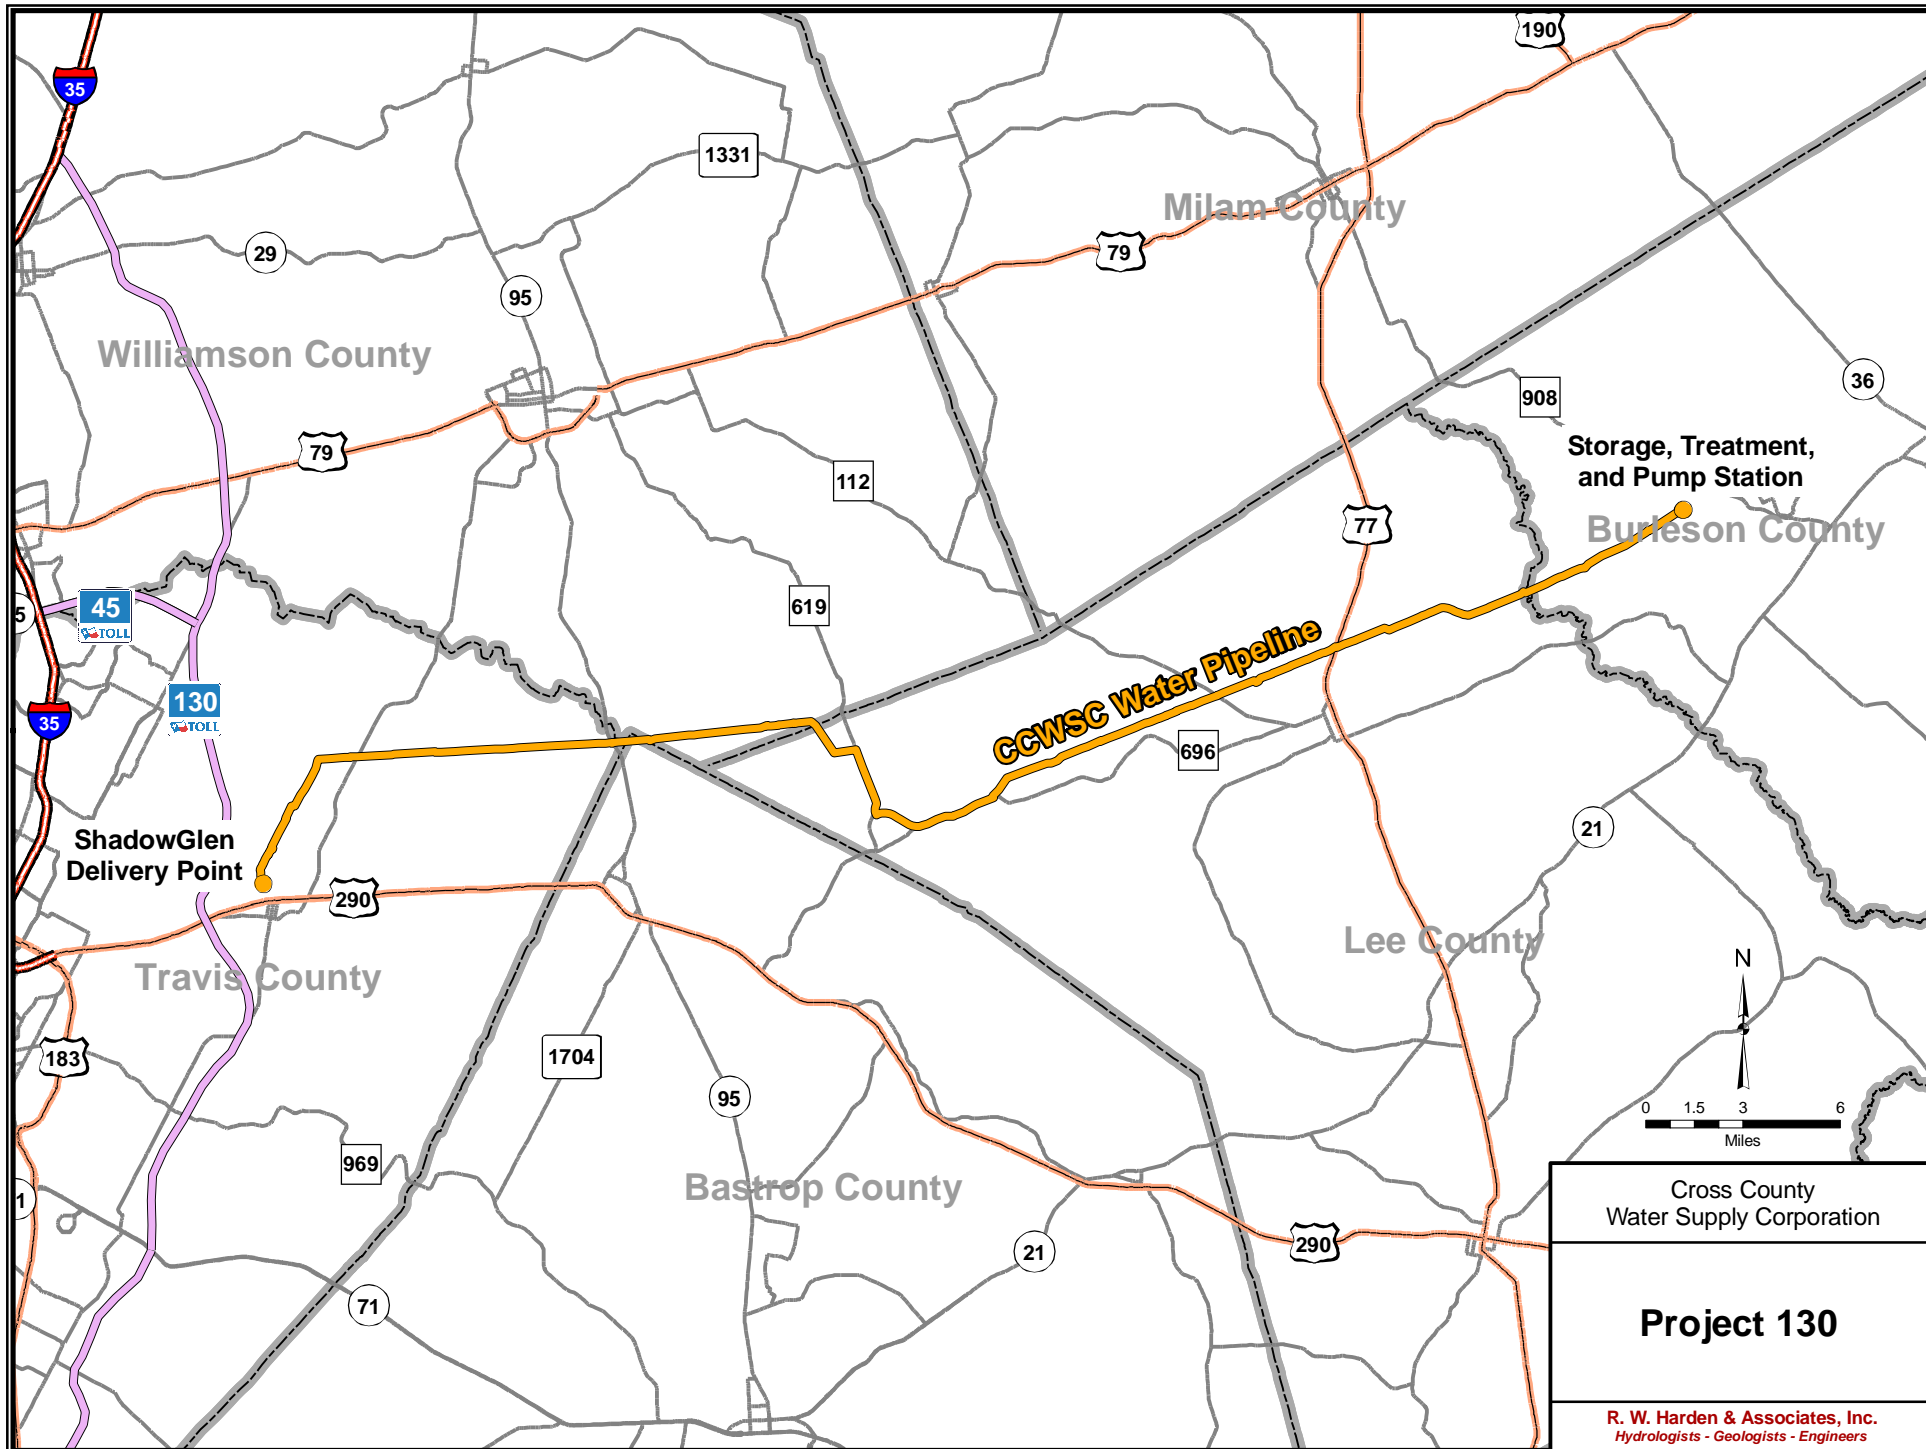 190
35
1331
Milam County
29
79
95
Williamson County
36
908
79
Storage, Treatment,
and Pump Station
112
77
Burleson County
45
TOLL
5
619
CCWSC Water Pipeline
130
TOLL
35
696
21
ShadowGlen
Delivery Point
290
Lee County
Travis County
N
1704
183
95
0 1.5 3 6
Miles
969
Bastrop County
1
Cross County
Water Supply Corporation
21
290
71
Project 130
R. W. Harden & Associates, Inc.
Hydrologists - Geologists - Engineers